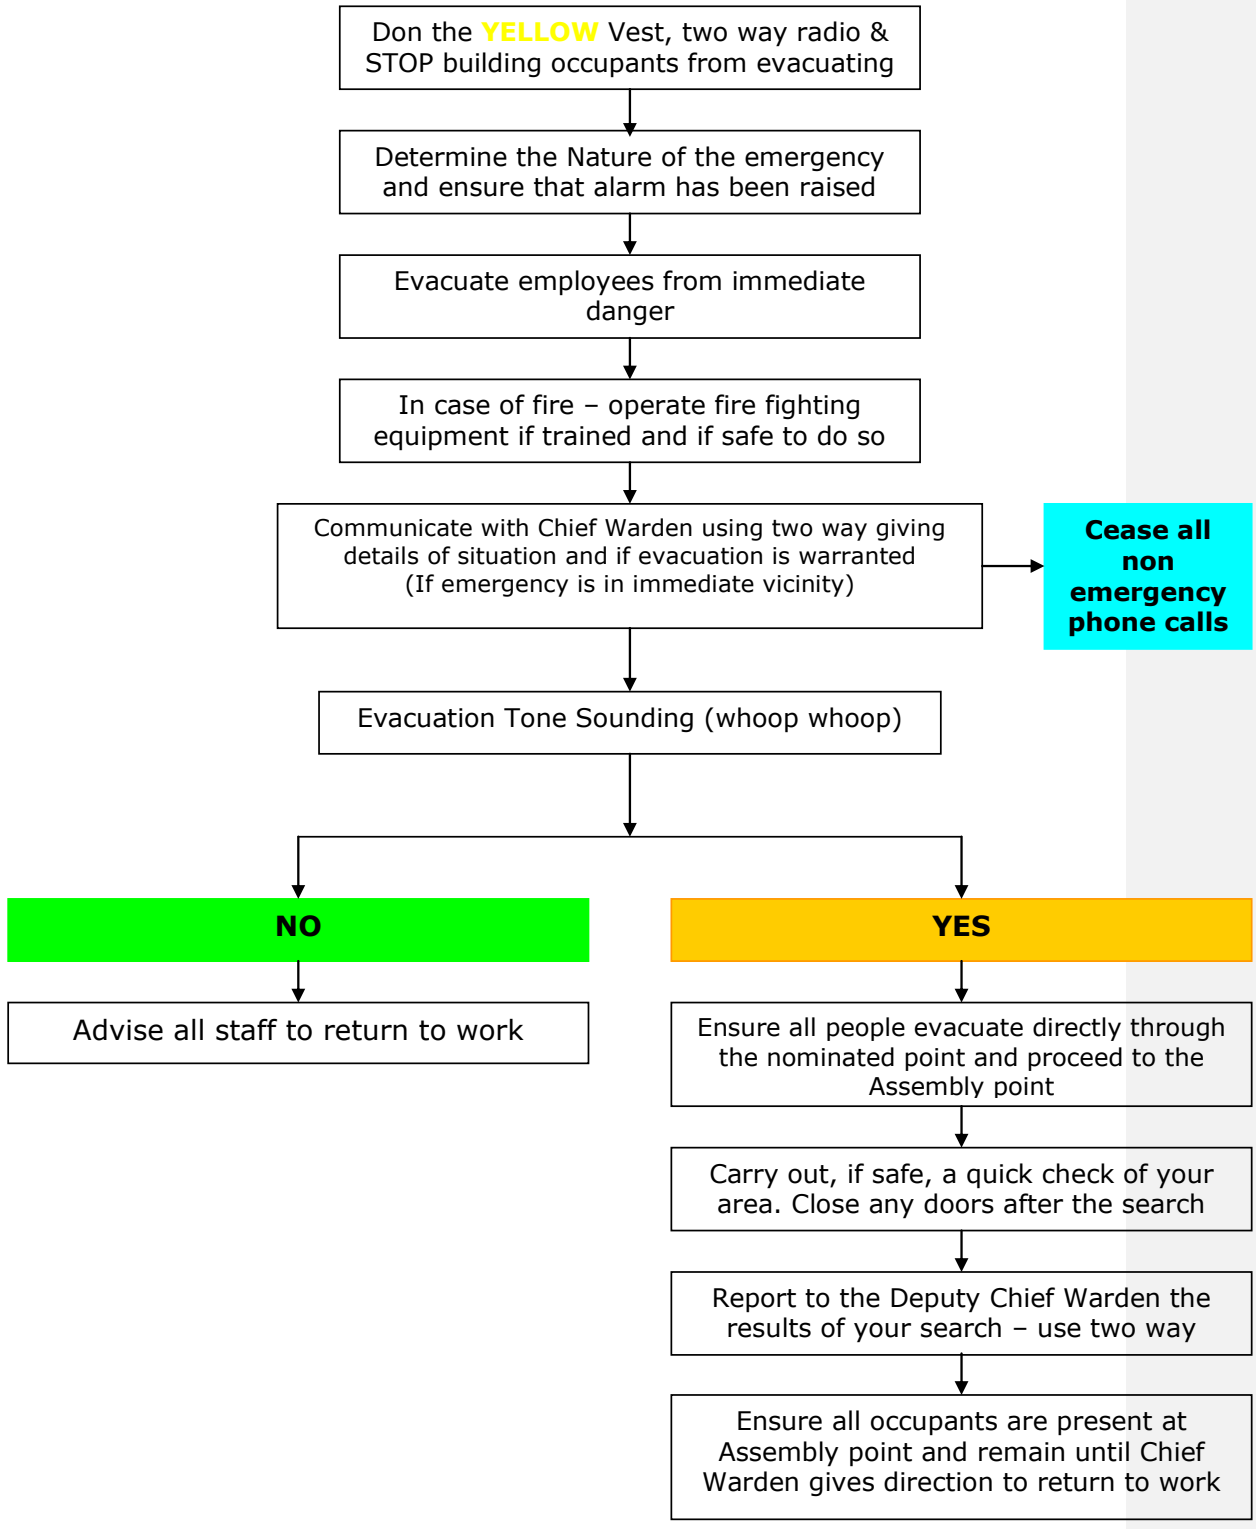 Don the YELLOW Vest, two way radio &
STOP building occupants from evacuating
Determine the Nature of the emergency
and ensure that alarm has been raised
Evacuate employees from immediate
danger
In case of fire – operate fire fighting
equipment if trained and if safe to do so
Communicate with Chief Warden using two way giving
details of situation and if evacuation is warranted
(If emergency is in immediate vicinity)
Cease all
non
emergency
phone calls
Evacuation Tone Sounding (whoop whoop)
NO
YES
Advise all staff to return to work
Ensure all people evacuate directly through
the nominated point and proceed to the
Assembly point
Carry out, if safe, a quick check of your
area. Close any doors after the search
Report to the Deputy Chief Warden the
results of your search – use two way
Ensure all occupants are present at
Assembly point and remain until Chief
Warden gives direction to return to work